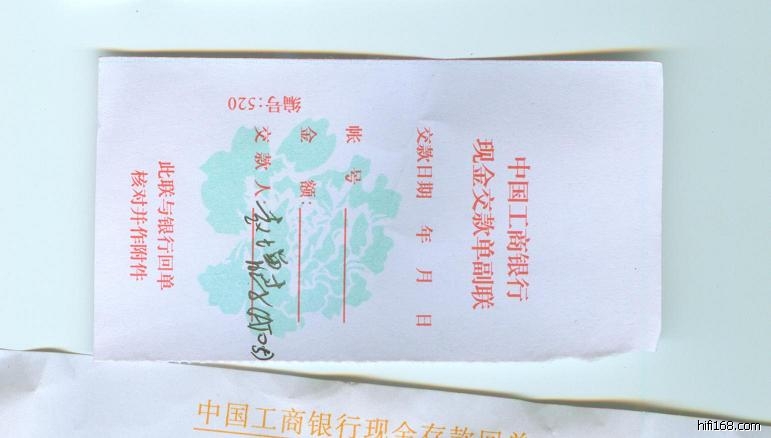 中国工商银行
现金交款单副联
交款日期 年 月 日
帐 号
金 额:
交 款 人
编号:520
此联与银行回单
核对并作附件
中国工商银行现金存款回单
hifi168.com